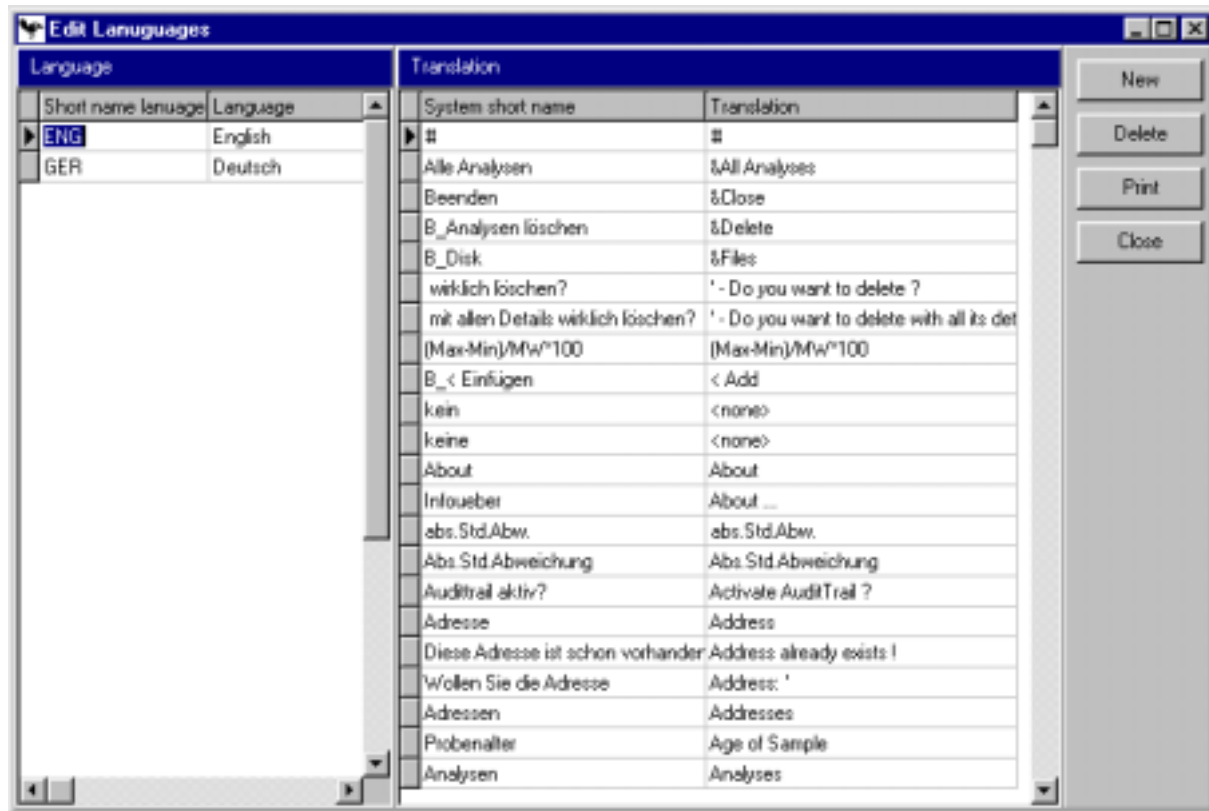 Edit Lanuguages
Language
Short name lanuage Language
ENG English
GER Deutsch
Translation
System short name Translation
# #
Alle Analysen &All Analyses
Beenden &Close
B_Analysen löschen &Delete
B_Disk &Files
wirklich löschen? ' - Do you want to delete ?
mit allen Details wirklich löschen? ' - Do you want to delete with all its det
(Max-Min)/MW*100 (Max-Min)/MW*100
B_< Einfügen < Add
kein <none>
keine <none>
About About
Infoueber About ...
abs.Std.Abw. abs.Std.Abw.
Abs.Std.Abweichung Abs.Std.Abweichung
Audittrail aktiv? Activate AuditTrail ?
Adresse Address
Diese Adresse ist schon vorhanden Address already exists !
Wollen Sie die Adresse Address: '
Adressen Addresses
Probenalter Age of Sample
Analysen Analyses
New
Delete
Print
Close